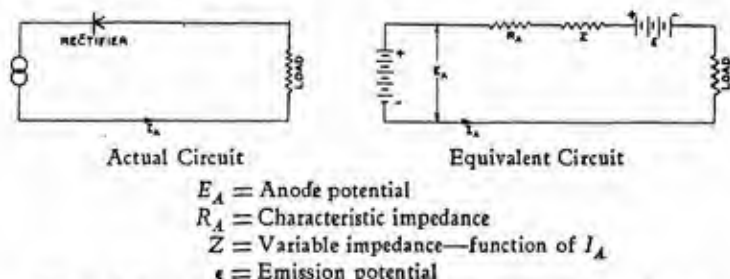 RECTIFIER
LOAD
I_A
Actual Circuit
+
-
E_A
R_A
Z
+ -
ε
LOAD
I_A
Equivalent Circuit
E_A = Anode potential
R_A = Characteristic impedance
Z = Variable impedance—function of I_A
ε = Emission potential